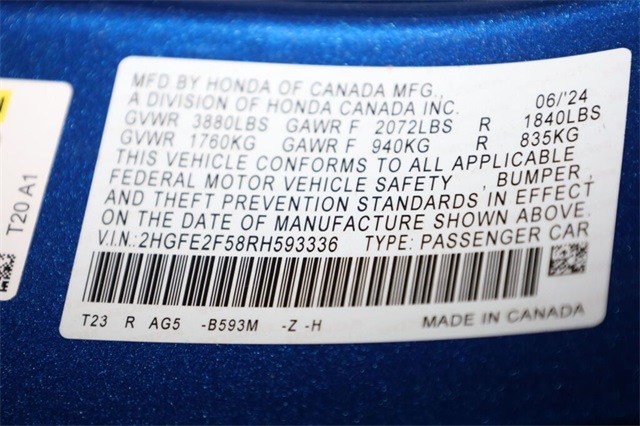 T20 A1
MFD BY HONDA OF CANADA MFG.,
A DIVISION OF HONDA CANADA INC. 06/'24
GVWR 3880LBS GAWR F 2072LBS R 1840LBS
GVWR 1760KG GAWR F 940KG R 835KG
THIS VEHICLE CONFORMS TO ALL APPLICABLE
FEDERAL MOTOR VEHICLE SAFETY , BUMPER,
AND THEFT PREVENTION STANDARDS IN EFFECT
ON THE DATE OF MANUFACTURE SHOWN ABOVE.
V.I.N.: 2HGFE2F58RH593336 TYPE: PASSENGER CAR
T23 R AG5 -B593M -Z -H MADE IN CANADA